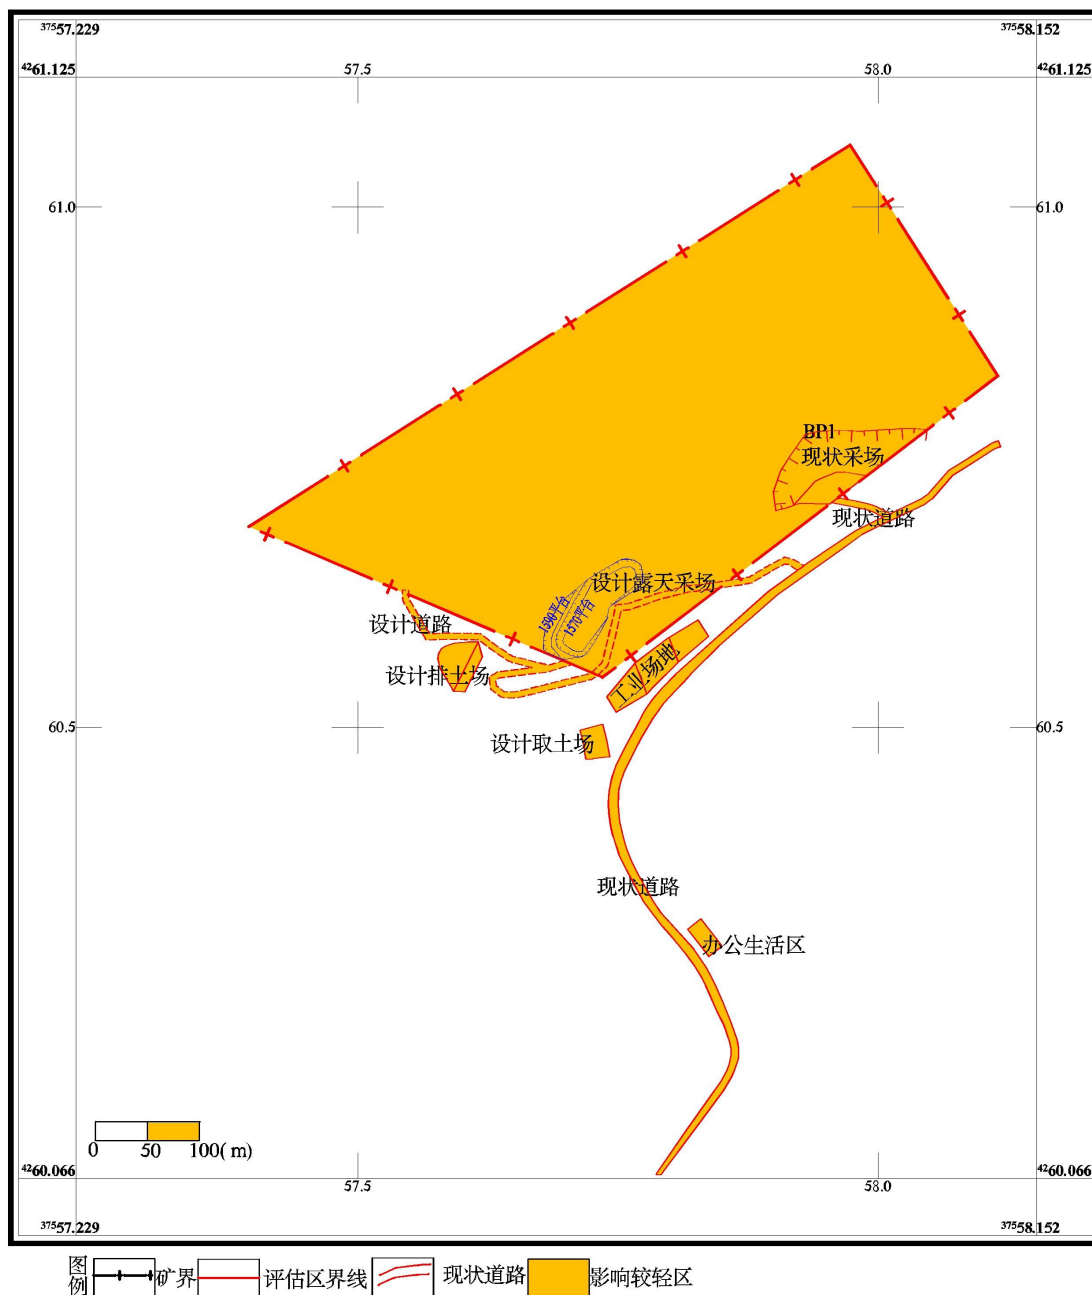 3757.229
3758.152
4261.125
57.5
58.0
4261.125
61.0
61.0
BP1
现状采场
现状道路
设计露天采场
1590平台
1570平台
设计道路
设计排土场
工业场地
60.5
60.5
设计取土场
现状道路
办公生活区
0 50 100( m)
4260.066
57.5
58.0
4260.066
3757.229
3758.152
图例
矿界
评估区界线
现状道路
影响较轻区